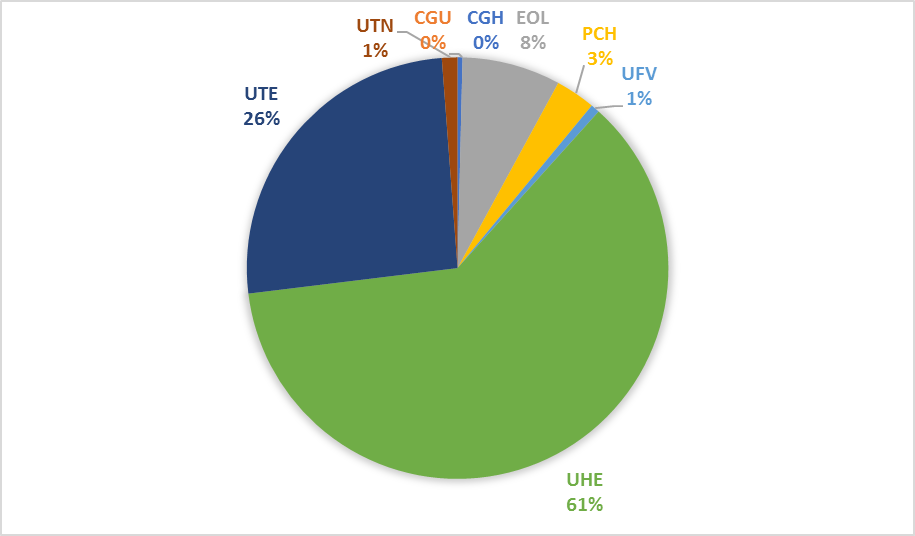 UTN
1%
CGU
0%
CGH
0%
EOL
8%
PCH
3%
UFV
1%
UTE
26%
UHE
61%